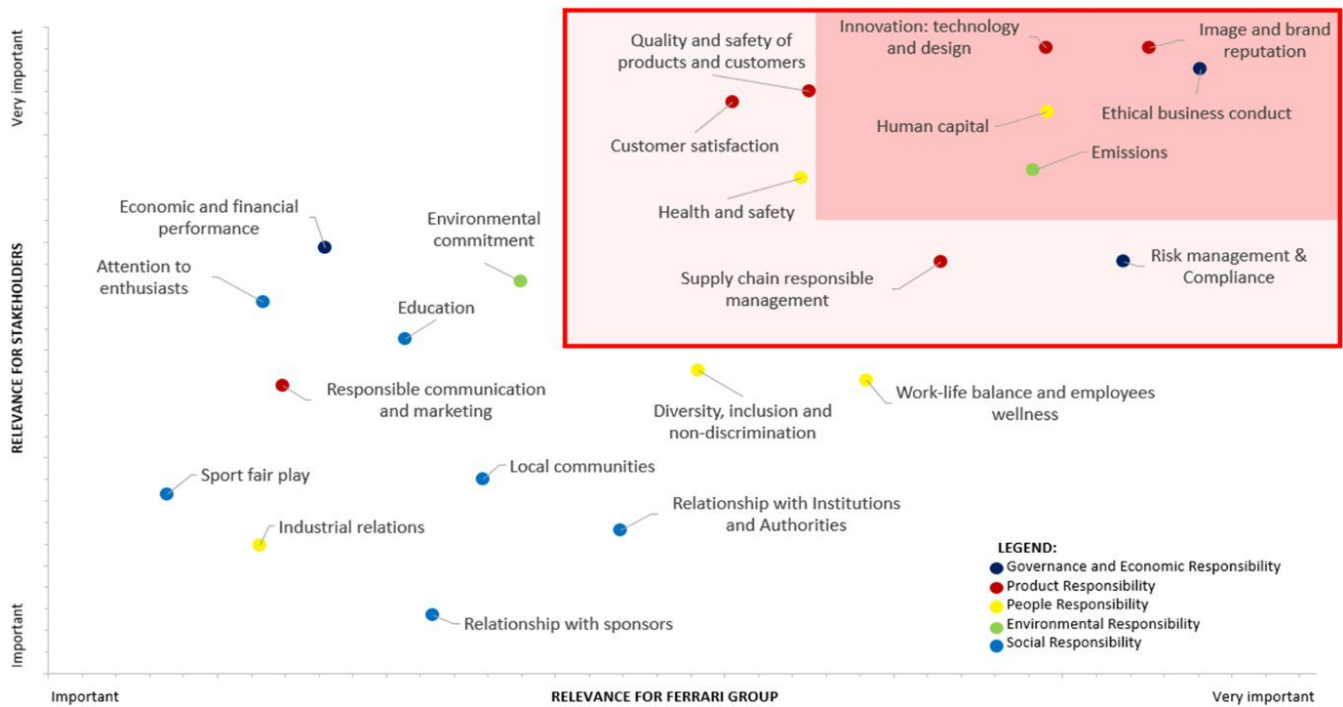 Very important
RELEVANCE FOR STAKEHOLDERS
Important
Innovation: technology
and design
Image and brand
reputation
Quality and safety of
products and customers
Ethical business conduct
Human capital
Customer satisfaction
Emissions
Health and safety
Economic and financial
performance
Environmental
commitment
Attention to
enthusiasts
Supply chain responsible
management
Risk management &
Compliance
Education
Responsible communication
and marketing
Diversity, inclusion and
non-discrimination
Work-life balance and employees
wellness
Sport fair play
Local communities
Industrial relations
Relationship with Institutions
and Authorities
Relationship with sponsors
LEGEND:
Governance and Economic Responsibility
Product Responsibility
People Responsibility
Environmental Responsibility
Social Responsibility
Important
RELEVANCE FOR FERRARI GROUP
Very important